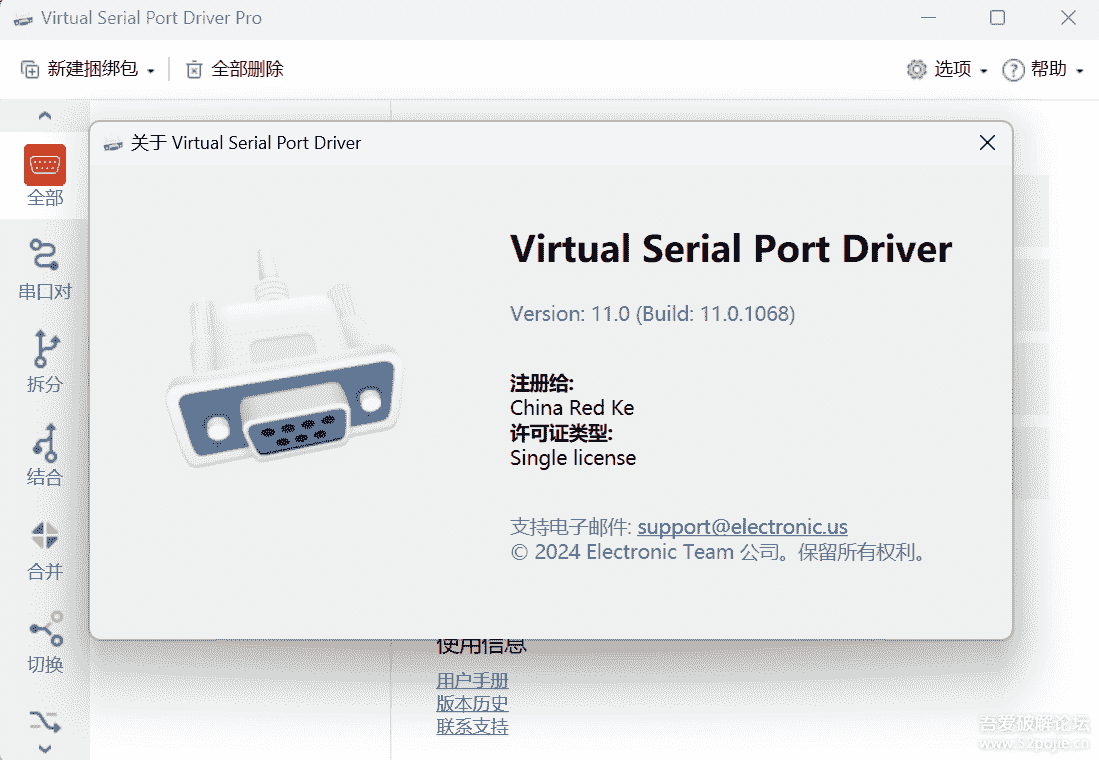 Virtual Serial Port Driver Pro
新建捆绑包
全部删除
选项
帮助
全部
串口对
拆分
结合
合并
切换
关于 Virtual Serial Port Driver
Virtual Serial Port Driver
Version: 11.0 (Build: 11.0.1068)
注册给:
China Red Ke
许可证类型:
Single license
支持电子邮件: support@electronic.us
© 2024 Electronic Team 公司。保留所有权利。
使用信息
用户手册
版本历史
联系支持
吾爱破解论坛
www.52pojie.cn